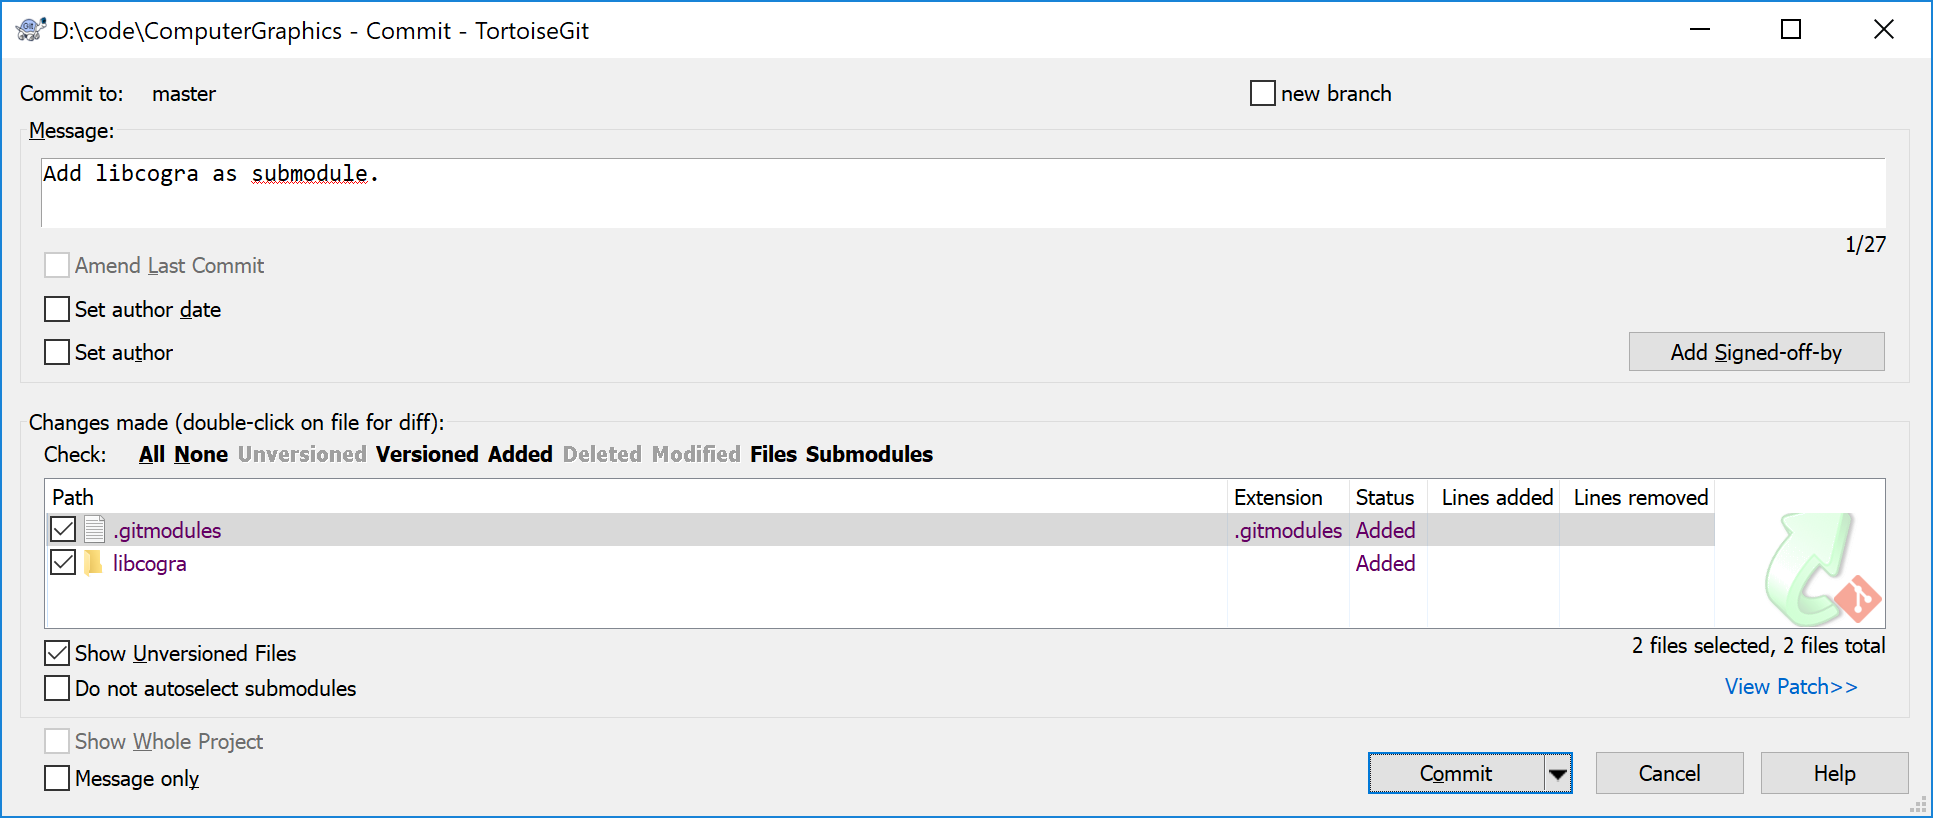 D:\code\ComputerGraphics - Commit - TortoiseGit
Commit to: master
new branch
Message:
Add libcogra as submodule.
1/27
Amend Last Commit
Set author date
Set author
Add Signed-off-by
Changes made (double-click on file for diff):
Check: All None Unversioned Versioned Added Deleted Modified Files Submodules
Path Extension Status Lines added Lines removed
.gitmodules .gitmodules Added
libcogra Added
Show Unversioned Files
2 files selected, 2 files total
Do not autoselect submodules
View Patch>>
Show Whole Project
Message only
Commit Cancel Help